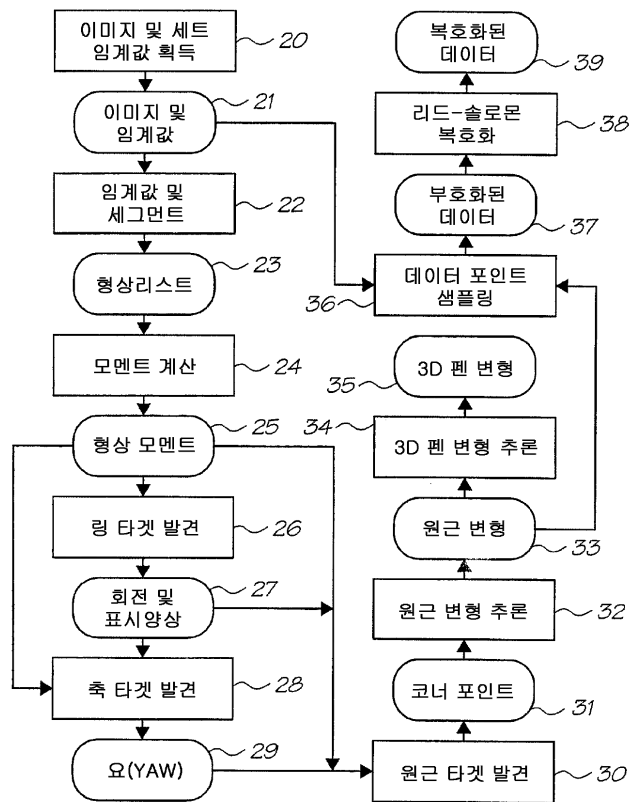 이미지 및 세트
임계값 획득
20
21
이미지 및
임계값
임계값 및
세그먼트
22
23
형상리스트
모멘트 계산
24
25
형상 모멘트
링 타겟 발견
26
회전 및
표시양상
27
축 타겟 발견
28
29
요(YAW)
복호화된
데이터
39
리드-솔로몬
복호화
38
부호화된
데이터
37
데이터 포인트
샘플링
36
3D 펜 변형
35
34
3D 펜 변형 추론
원근 변형
33
원근 변형 추론
32
코너 포인트
31
원근 타겟 발견
30